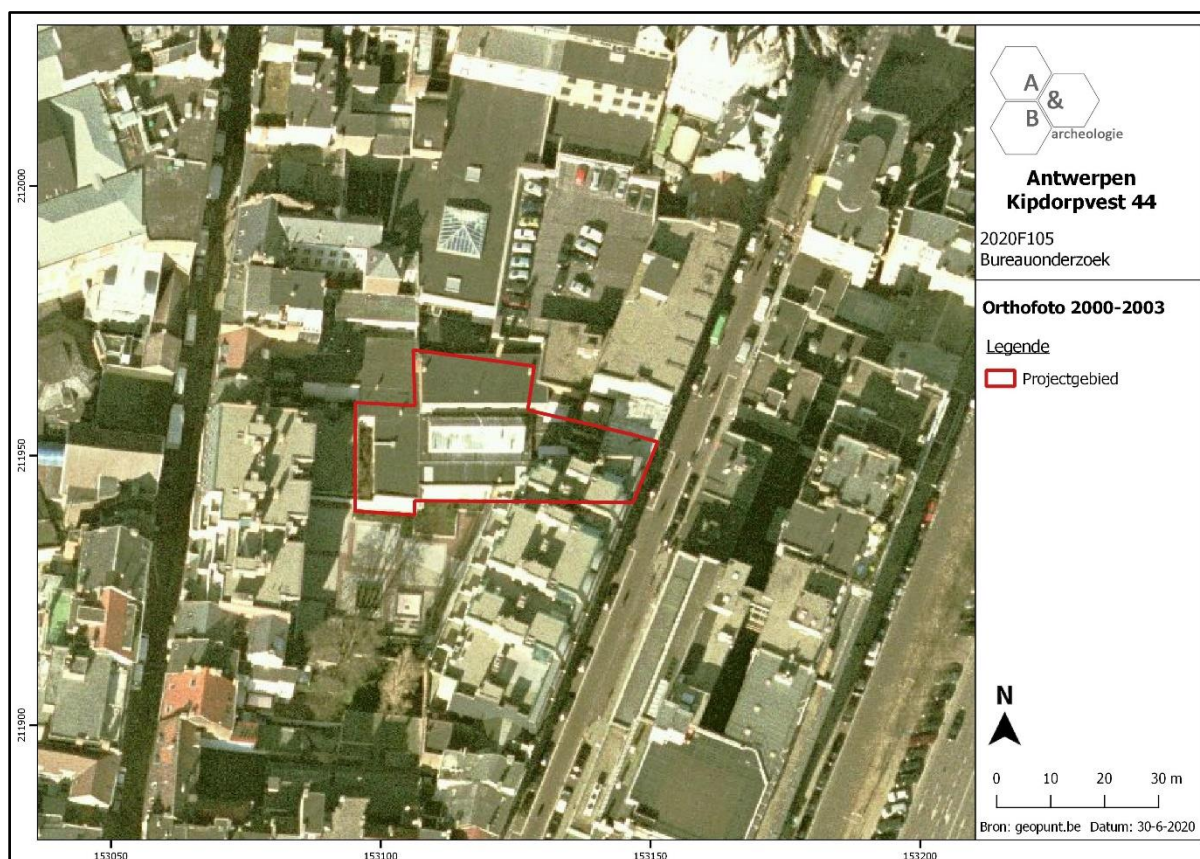 A
&
B
archeologie
Antwerpen
Kipdorpvest 44
2020F105
Bureauonderzoek
Orthofoto 2000-2003
Legende
Projectgebied
N
0 10 20 30 m
Bron: geopunt.be Datum: 30-6-2020
212000
211950
211900
153050 153100 153150 153200